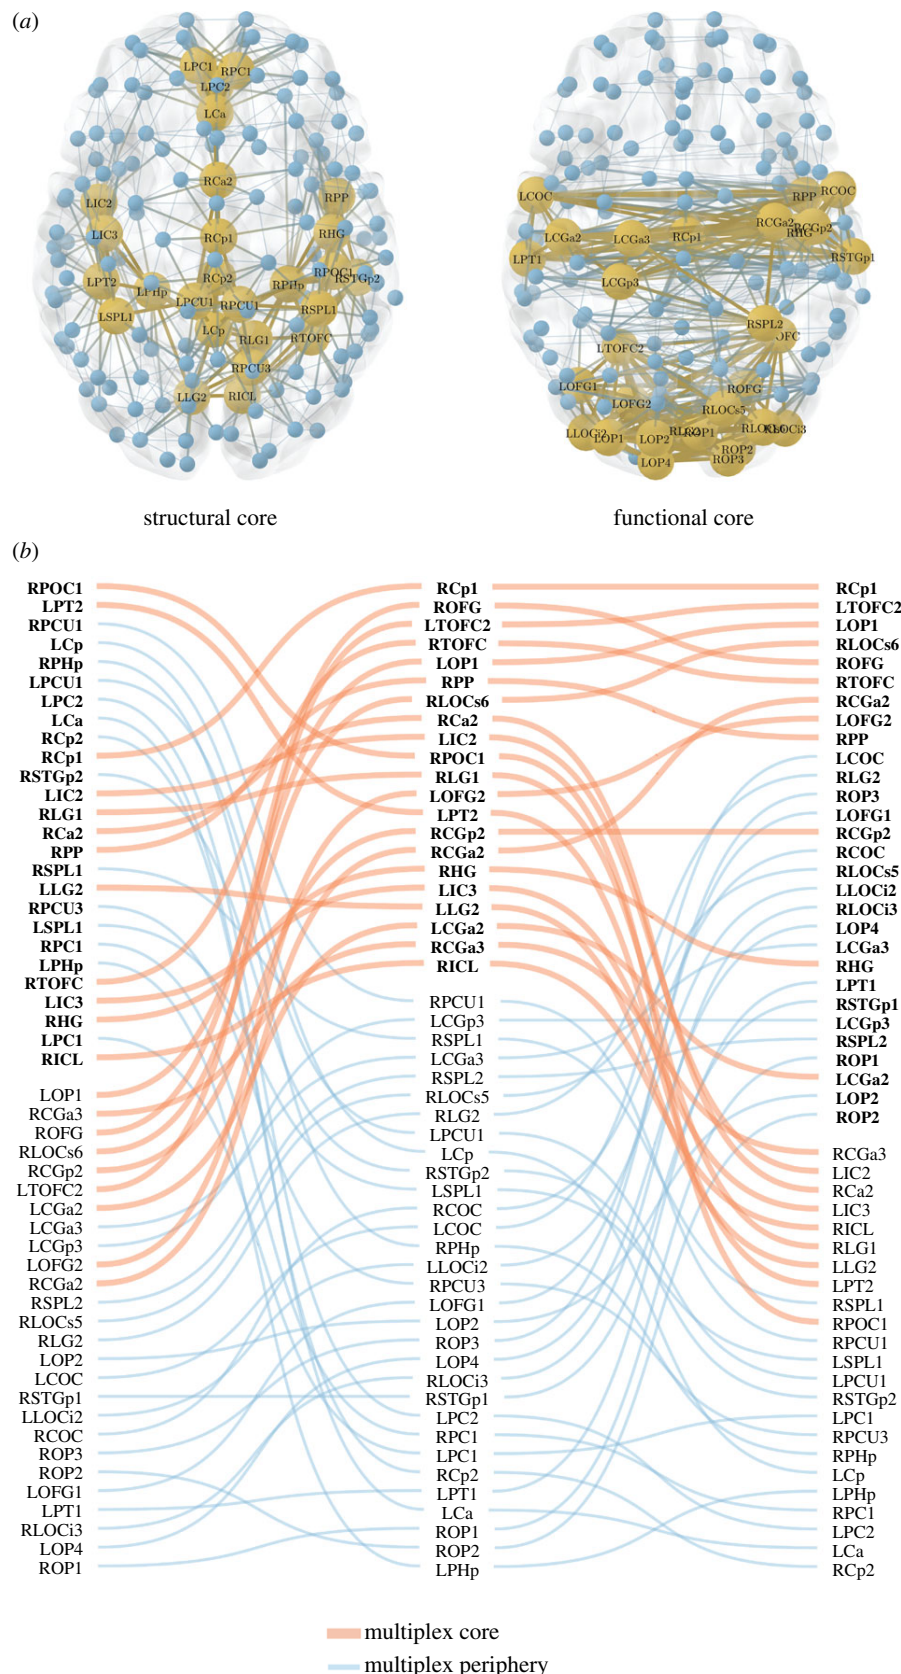 (a)
LPC1
RPC1
LPC2
LCa
RCa2
LIC2
RPP
LIC3
RCp1
RHG
LPT2
LPHp
RCp2
RPHp
RPOC1
RSTGp2
LPCU1
RPCU1
LSPL1
RSPL1
LCp
RLG1
RTOFC
RPCU3
LLG2
RICL
LCOC
RPP
RCOC
LCGa2
LCGa3
RCp1
RCGa2
RHG
RCGp2
LPT1
RSTGp1
LCGp3
RSPL2
OFC
LTOFC2
LOFG1
ROFG
LOFG2
RLOCs5
LLOCi2
LOP1
LOP2
ROP1
LOP4
ROP2
ROP3
structural core
functional core
(b)
RPOC1
LPT2
RPCU1
LCp
RPHp
LPCU1
LPC2
LCa
RCp2
RCp1
RSTGp2
LIC2
RLG1
RCa2
RPP
RSPL1
LLG2
RPCU3
LSPL1
RPC1
LPHp
RTOFC
LIC3
RHG
LPC1
RICL
LOP1
RCGa3
ROFG
RLOCs6
RCGp2
LTOFC2
LCGa2
LCGa3
LCGp3
LOFG2
RCGa2
RSPL2
RLOCs5
RLG2
LOP2
LCOC
RSTGp1
LLOCi2
RCOC
ROP3
ROP2
LOFG1
LPT1
RLOCi3
LOP4
ROP1
RCp1
ROFG
LTOFC2
RTOFC
LOP1
RPP
RLOCs6
RCa2
LIC2
RPOC1
RLG1
LOFG2
LPT2
RCGp2
RCGa2
RHG
LIC3
LLG2
LCGa2
RCGa3
RICL
RPCU1
LCGp3
RSPL1
LCGa3
RSPL2
RLOCs5
RLG2
LPCU1
LCp
RSTGp2
LSPL1
RCOC
LCOC
RPHp
LLOCi2
RPCU3
LOFG1
LOP2
ROP3
LOP4
RLOCi3
RSTGp1
LPC2
RPC1
LPC1
RCp2
LPT1
LCa
ROP1
ROP2
LPHp
RCp1
LTOFC2
LOP1
RLOCs6
ROFG
RTOFC
RCGa2
LOFG2
RPP
LCOC
RLG2
ROP3
LOFG1
RCGp2
RCOC
RLOCs5
LLOCi2
RLOCi3
LOP4
LCGa3
RHG
LPT1
RSTGp1
LCGp3
RSPL2
ROP1
LCGa2
LOP2
ROP2
RCGa3
LIC2
RCa2
LIC3
RICL
RLG1
LLG2
LPT2
RSPL1
RPOC1
RPCU1
LSPL1
LPCU1
RSTGp2
LPC1
RPCU3
RPHp
LCp
LPHp
RPC1
LPC2
LCa
RCp2
multiplex core
multiplex periphery